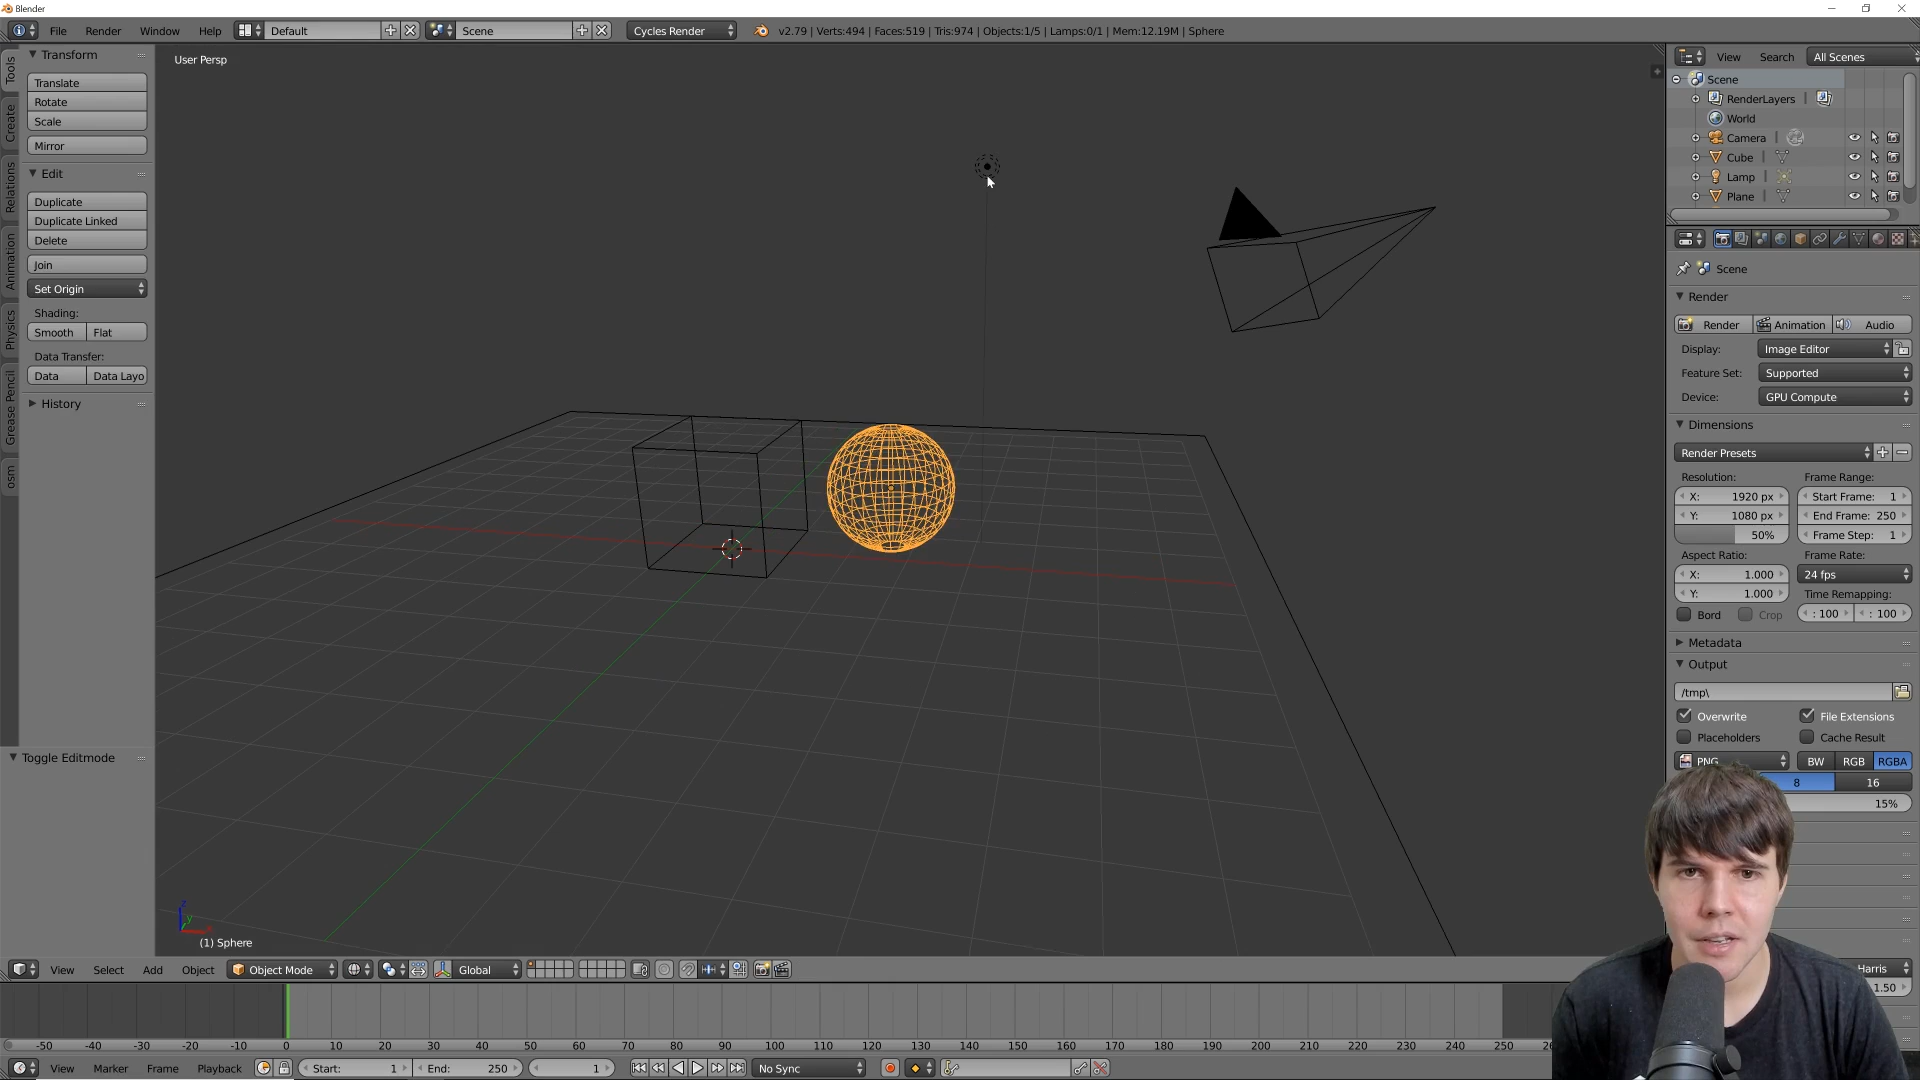 Blender
File Render Window Help Default Scene Cycles Render v2.79 | Verts:494 | Faces:519 | Tris:974 | Objects:1/5 | Lamps:0/1 | Mem:12.19M | Sphere
Tools
Create
Relations
Animation
Physics
Grease Pencil
osm
Transform
Translate
Rotate
Scale
Mirror
Edit
Duplicate
Duplicate Linked
Delete
Join
Set Origin
Shading:
Smooth Flat
Data Transfer:
Data Data Layo
History
Toggle Editmode
User Persp
z
y
(1) Sphere
View Search All Scenes
Scene
RenderLayers
World
Camera
Cube
Lamp
Plane
Scene
Render
Render Animation Audio
Display: Image Editor
Feature Set: Supported
Device: GPU Compute
Dimensions
Render Presets
Resolution: Frame Range:
X: 1920 px Start Frame: 1
Y: 1080 px End Frame: 250
50% Frame Step: 1
Aspect Ratio: Frame Rate:
X: 1.000 24 fps
Y: 1.000 Time Remapping:
Bord Crop : 100 : 100
Metadata
Output
/tmp\
Overwrite File Extensions
Placeholders Cache Result
PNG BW RGB RGBA
8 16
15%
Harris
1.50
View Select Add Object Object Mode Global
-50 -40 -30 -20 -10 0 10 20 30 40 50 60 70 80 90 100 110 120 130 140 150 160 170 180 190 200 210 220 230 240 250
View Marker Frame Playback Start: 1 End: 250 1 No Sync